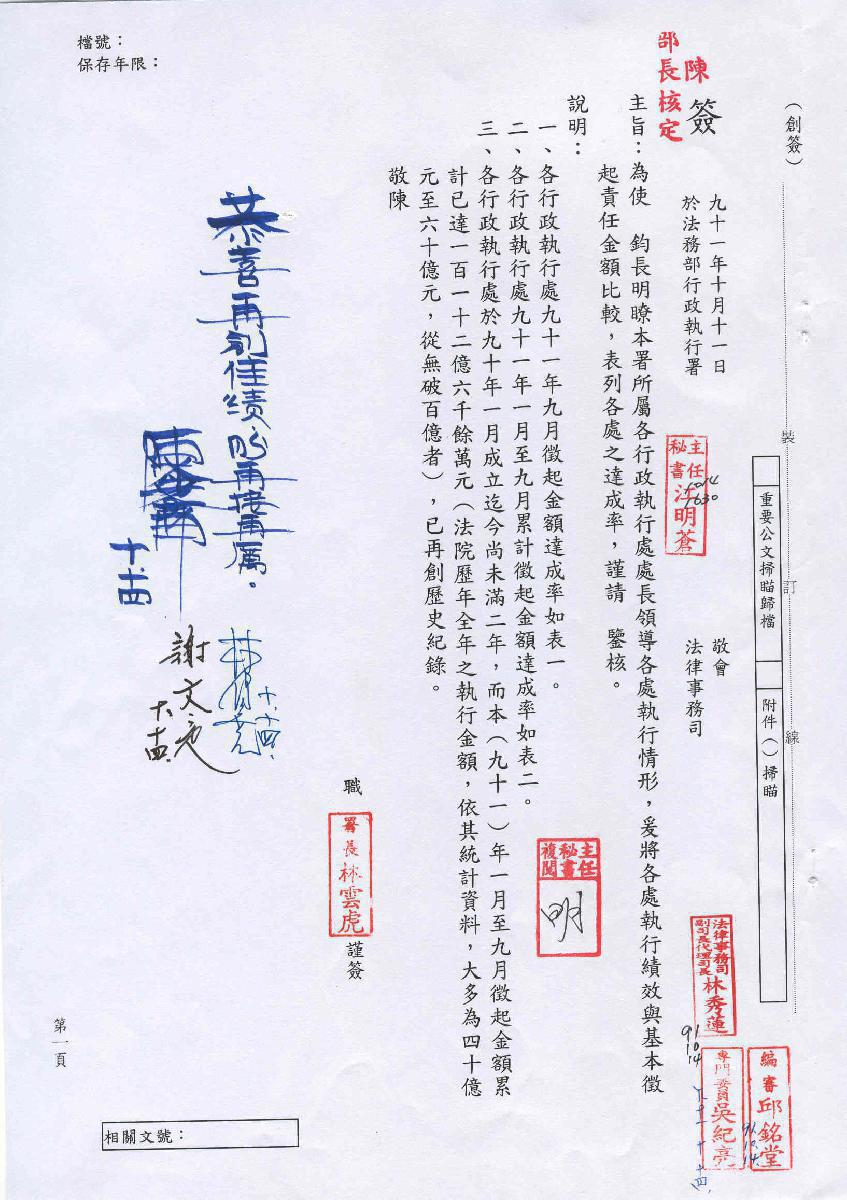 檔號：
保存年限：
（創簽）
裝
訂
線
重要公文掃瞄歸檔
附件（ ）掃瞄
簽
九十一年十月十一日
於法務部行政執行署
敬會
法律事務司
陳
部長核定
主任
秘書
汪明蒼
法律事務司
副司長代理司長
林秀蓮
91
10
14
編審邱銘堂
91.
10.
14.
專門委員吳紀亮
主旨：為使　鈞長明瞭本署所屬各行政執行處處長領導各處執行情形，爰將各處執行績效與基本徵
起責任金額比較，表列各處之達成率，謹請　鑒核。
說明：
一、各行政執行處九十一年九月徵起金額達成率如表一。
二、各行政執行處九十一年一月至九月累計徵起金額達成率如表二。
三、各行政執行處於九十年一月成立迄今尚未滿二年，而本（九十一）年一月至九月徵起金額累
計已達一百一十二億六千餘萬元（法院歷年全年之執行金額，依其統計資料，大多為四十億
元至六十億元，從無破百億者），已再創歷史紀錄。
敬陳
主任
秘書
複閱
明
職
署長林雲虎
謹簽
恭喜再創佳績盼再接再厲。
十.十四
十.十四.
謝文定
十.十四.
第一頁
相關文號：